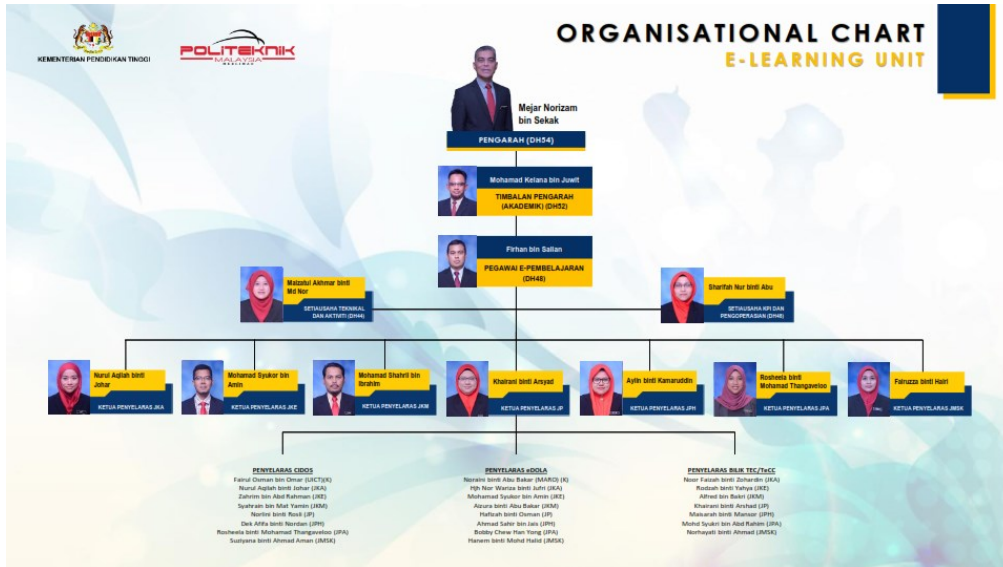 ORGANISATIONAL CHART
E-LEARNING UNIT
KEMENTERIAN PENDIDIKAN TINGGI
POLITEKNIK
MALAYSIA
Mejar Norizam
bin Sekak
PENGARAH (DH54)
Mohamad Kelana bin Juwit
TIMBALAN PENGARAH
(AKADEMIK) (DH52)
Firhan bin Salian
PEGAWAI E-PEMBELAJARAN
(DH48)
Maizatul Akhmar binti
Md Nor
SETIAUSAHA TEKNIKAL
DAN AKTIVITI (DH44)
Sharifah Nur binti Abu
SETIAUSAHA KPI DAN
PENGOPERASIAN (DH48)
Nurul Aqilah binti
Johar
KETUA PENYELARAS JKA
Mohamad Syukor bin
Amin
KETUA PENYELARAS JKE
Mohamad Shahril bin
Ibrahim
KETUA PENYELARAS JKM
Khairani binti Arsyad
KETUA PENYELARAS JP
Aylin binti Kamaruddin
KETUA PENYELARAS JPH
Rosheela binti
Mohamad Thangaveloo
KETUA PENYELARAS JPA
Fairuzza binti Hairi
KETUA PENYELARAS JMSK
PENYELARAS CIDOS
Fairul Osman bin Omar (UICT)(K)
Nurul Aqilah binti Johar (JKA)
Zahrim bin Abd Rahman (JKE)
Syahrain bin Mat Yamin (JKM)
Norlini binti Rosli (JP)
Dek Afifa binti Nordan (JPH)
Rosheela binti Mohamad Thangaveloo (JPA)
Suziyana binti Ahmad Aman (JMSK)
PENYELARAS eDOLA
Noraini binti Abu Bakar (MARO) (K)
Hjh Nor Wariza binti Jufri (JKA)
Mohamad Syukor bin Amin (JKE)
Azura binti Abu Bakar (JKM)
Hafizah binti Osman (JP)
Ahmad Sahir bin Jais (JPH)
Bobby Chew Han Yong (JPA)
Hanem binti Mohd Halid (JMSK)
PENYELARAS BILIK TEC/TeCC
Noor Faizah binti Zohardin (JKA)
Rodzah binti Yahya (JKE)
Alfred bin Bakri (JKM)
Khairani binti Arshad (JP)
Maisarah binti Mansor (JPH)
Mohd Syukri bin Abd Rahim (JPA)
Norhayati binti Ahmad (JMSK)